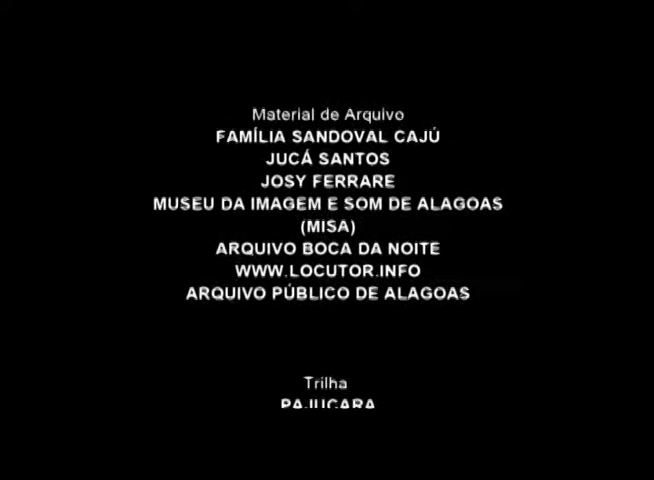 Material de Arquivo
FAMÍLIA SANDOVAL CAJÚ
JUCÁ SANTOS
JOSY FERRARE
MUSEU DA IMAGEM E SOM DE ALAGOAS
(MISA)
ARQUIVO BOCA DA NOITE
WWW.LOCUTOR.INFO
ARQUIVO PÚBLICO DE ALAGOAS
Trilha
PAJUÇARA